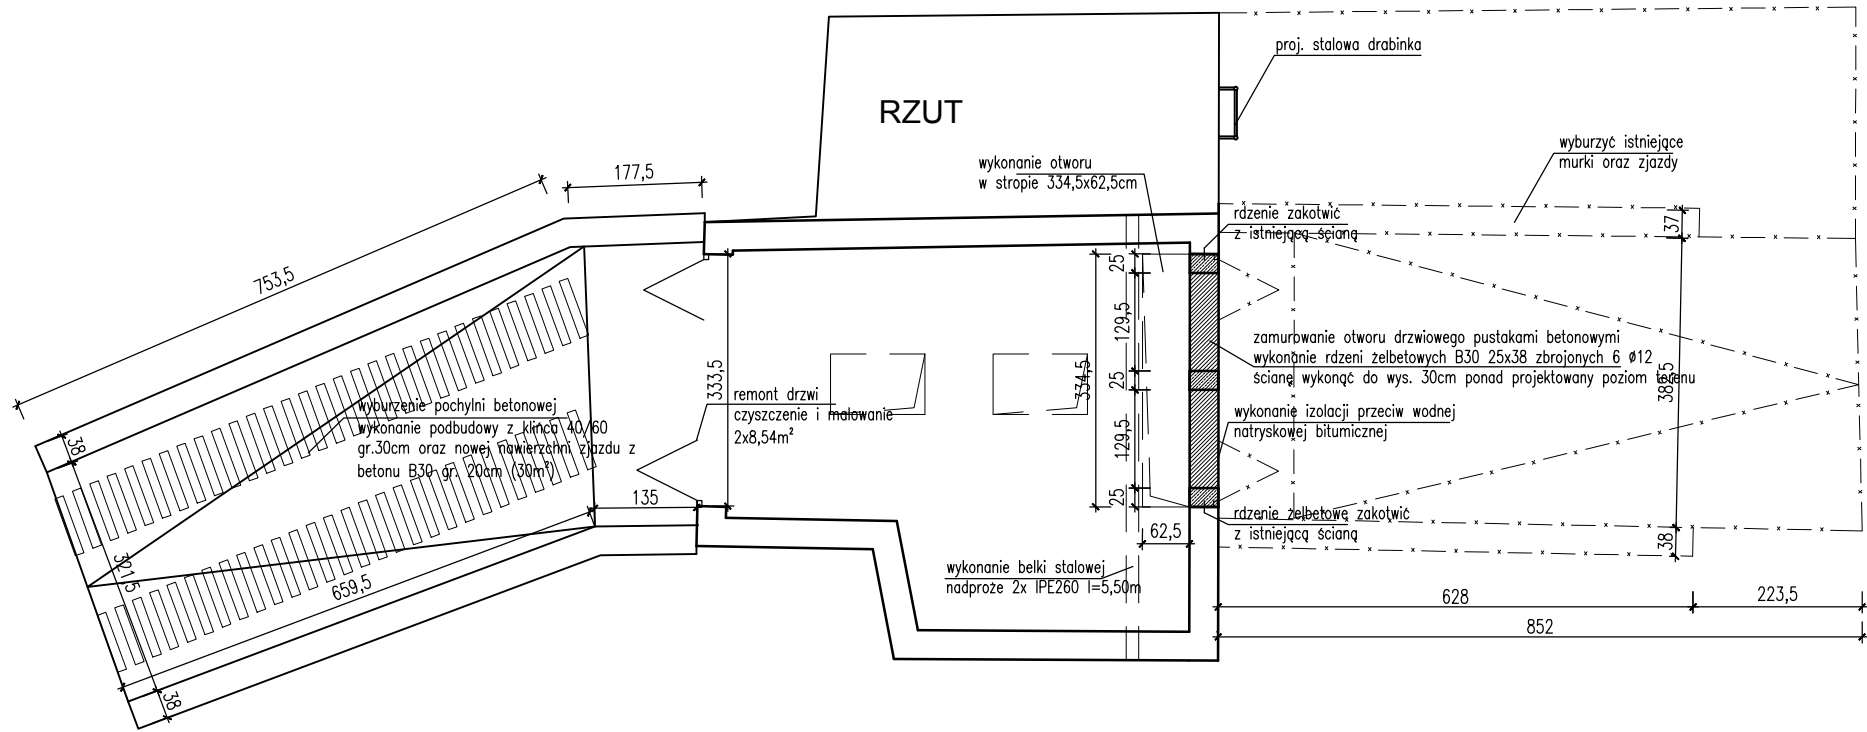 proj. stalowa drabinka
RZUT
wyburzyć istniejące
murki oraz zjazdy
wykonanie otworu
w stropie 334,5x62,5cm
177,5
rdzenie zakotwić
z istniejącą ścianą
37
753,5
25
129,5
25
129,5
25
334,5
333,5
zamurowanie otworu drzwiowego pustakami betonowymi
wykonanie rdzeni żelbetowych B30 25x38 zbrojonych 6 ø12
ścianę wykonąć do wys. 30cm ponad projektowany poziom terenu
remont drzwi
czyszczenie i malowanie
2x8,54m²
wyburzenie pochylni betonowej
wykonanie podbudowy z klińca 40/60
gr.30cm oraz nowej nawierzchni zjazdu z
betonu B30 gr. 20cm (30m²)
wykonanie izolacji przeciw wodnej
natryskowej bitumicznej
38
135
rdzenie żelbetowe zakotwić
z istniejącą ścianą
62,5
38
321,5
659,5
wykonanie belki stalowej
nadproże 2x IPE260 l=5,50m
628
223,5
852
38